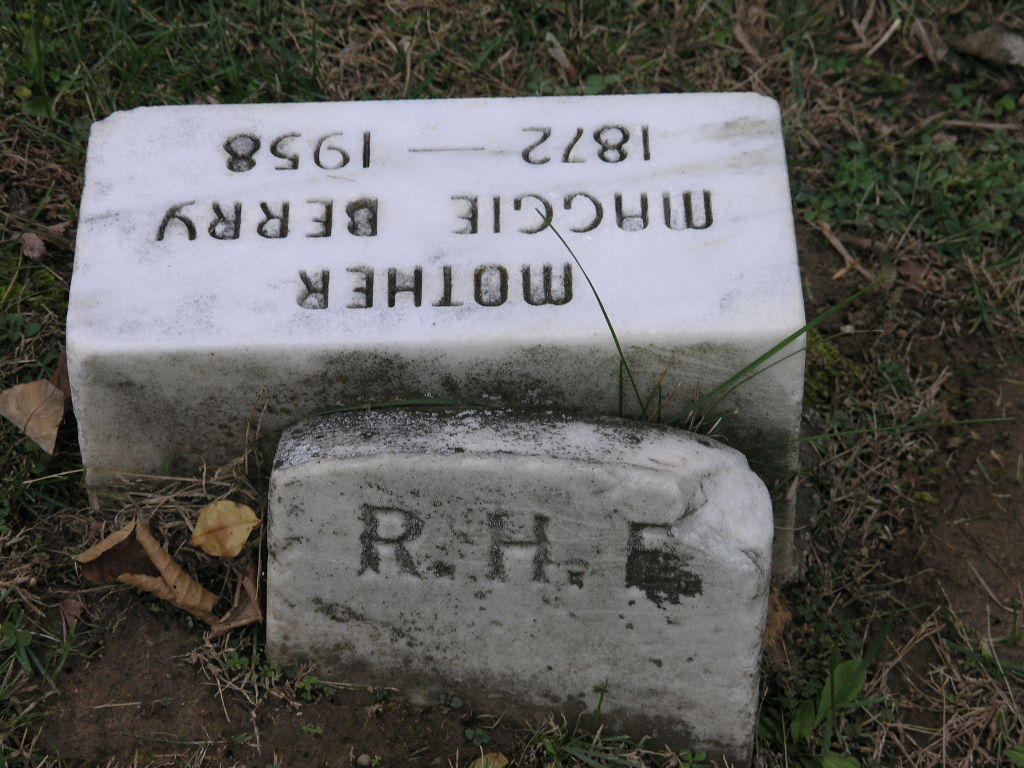 MOTHER
MAGGIE BERRY
1872 — 1958
R. H. E